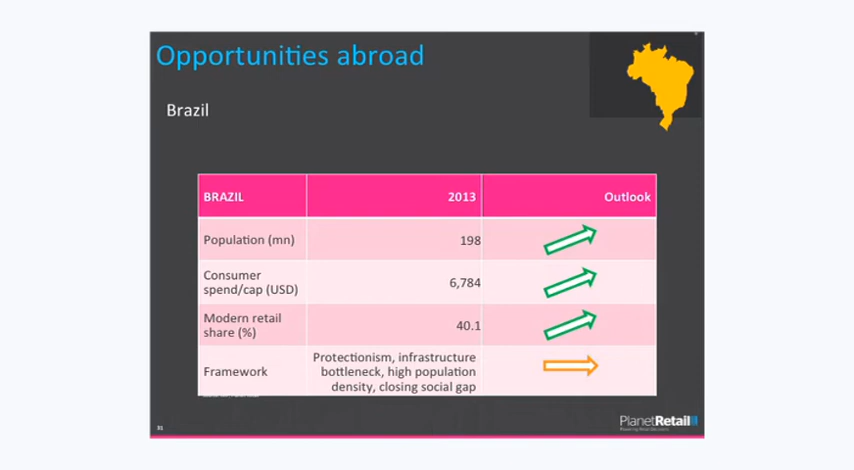 Opportunities abroad
Brazil
BRAZIL 2013 Outlook
Population (mn) 198
Consumer
spend/cap (USD) 6,784
Modern retail
share (%) 40.1
Framework
Protectionism, infrastructure
bottleneck, high population
density, closing social gap
31
PlanetRetail